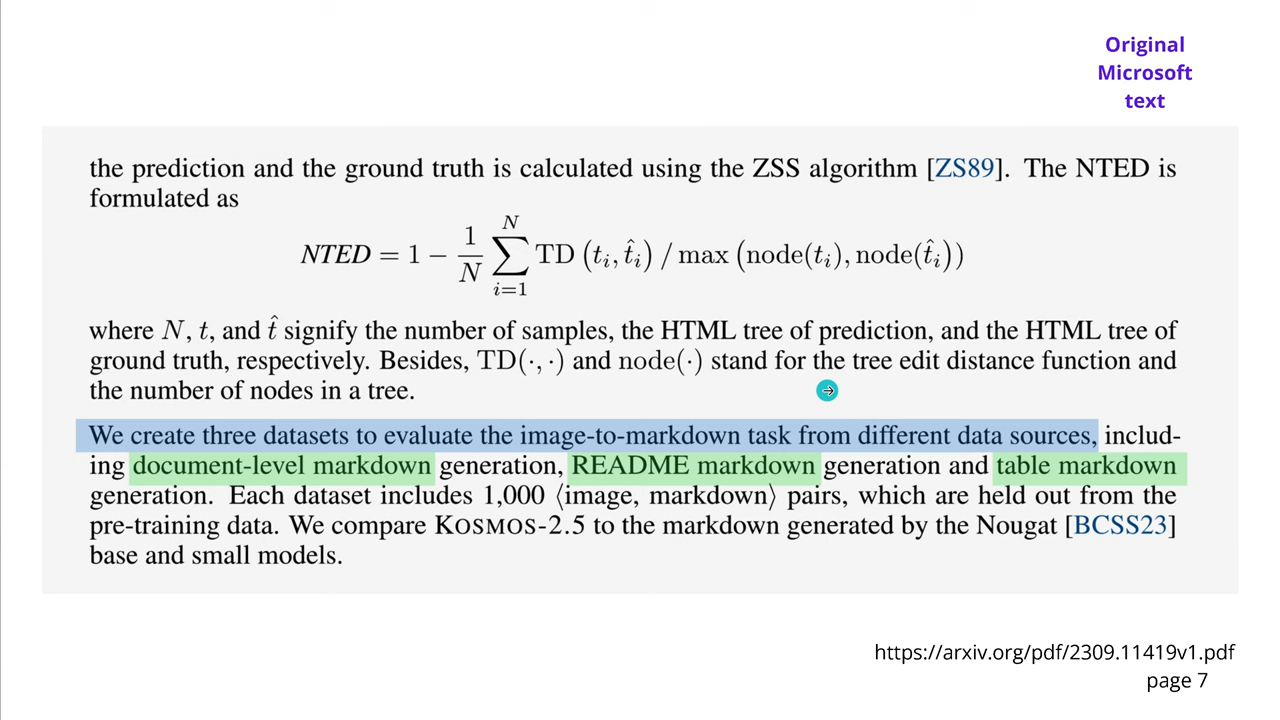 Original
Microsoft
text
the prediction and the ground truth is calculated using the ZSS algorithm [ZS89]. The NTED is
formulated as
NTED = 1 − \frac{1}{N} \sum_{i=1}^{N} TD (t_i, \hat{t}_i) / max (node(t_i), node(\hat{t}_i))
where N, t, and \hat{t} signify the number of samples, the HTML tree of prediction, and the HTML tree of
ground truth, respectively. Besides, TD(·, ·) and node(·) stand for the tree edit distance function and
the number of nodes in a tree.
We create three datasets to evaluate the image-to-markdown task from different data sources, includ-
ing document-level markdown generation, README markdown generation and table markdown
generation. Each dataset includes 1,000 ⟨image, markdown⟩ pairs, which are held out from the
pre-training data. We compare KOSMOS-2.5 to the markdown generated by the Nougat [BCSS23]
base and small models.
https://arxiv.org/pdf/2309.11419v1.pdf
page 7